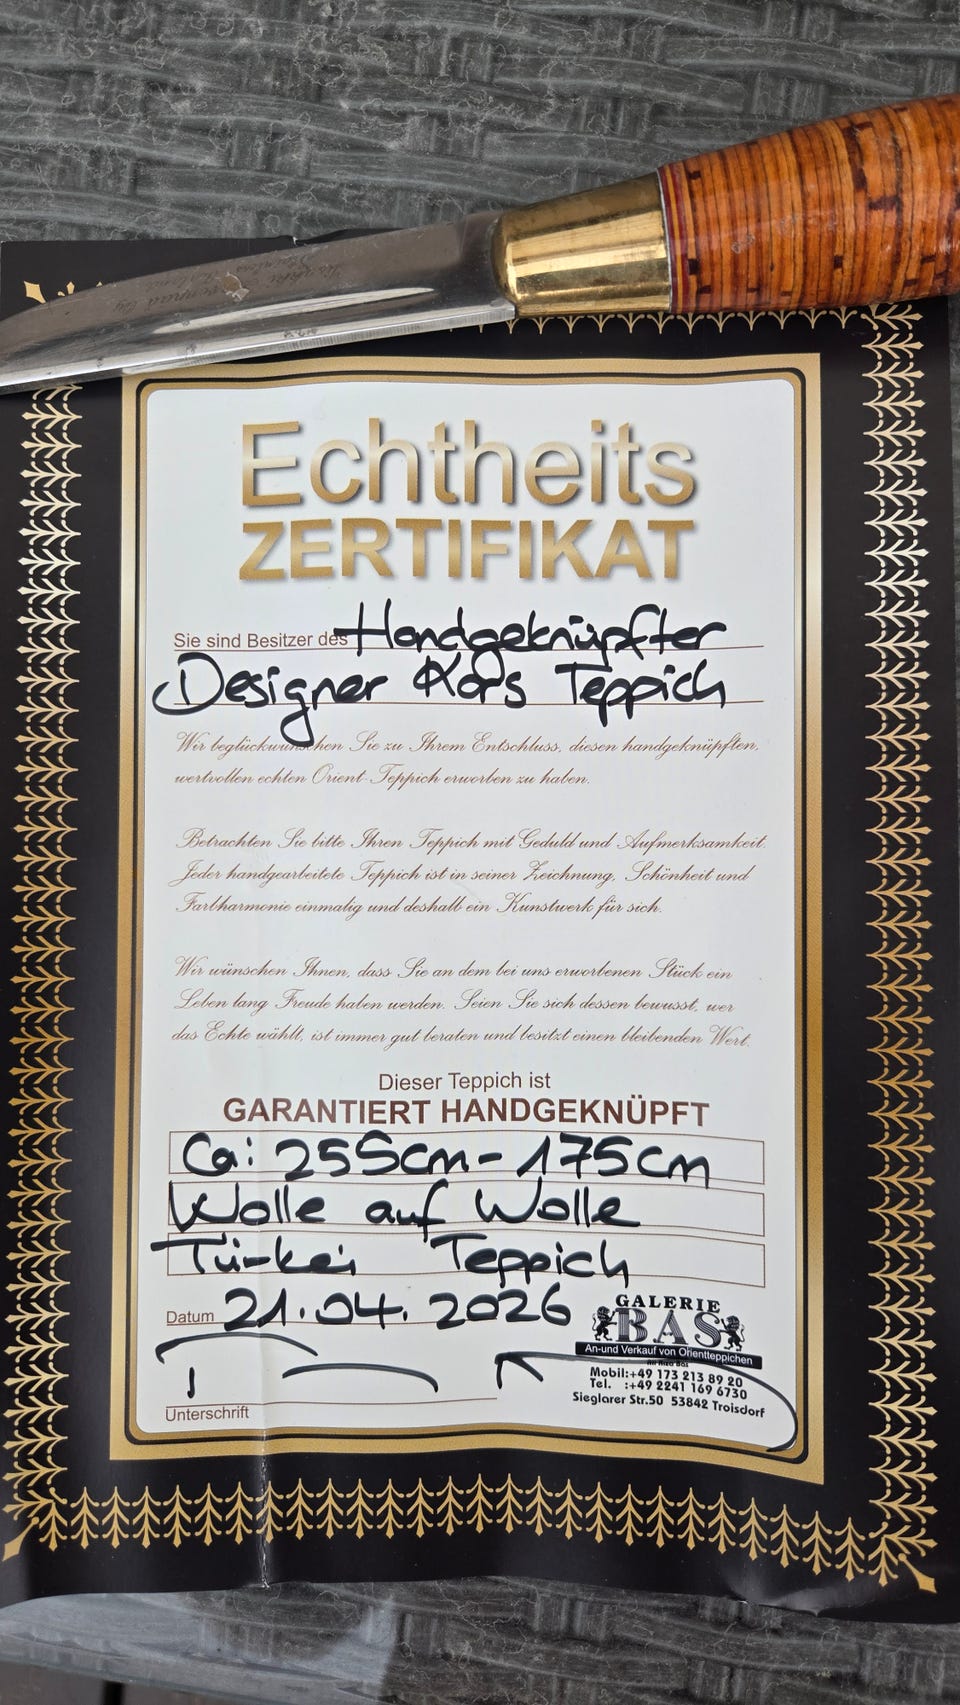 Echtheits
ZERTIFIKAT
Sie sind Besitzer des Handgeknüpfter
Designer Kars Teppich
Wir beglückwünschen Sie zu Ihrem Entschluss, diesen handgeknüpften,
wertvollen echten Orient-Teppich erworben zu haben.
Betrachten Sie bitte Ihren Teppich mit Geduld und Aufmerksamkeit.
Jeder handgearbeitete Teppich ist in seiner Zeichnung, Schönheit und
Farbharmonie einmalig und deshalb ein Kunstwerk für sich.
Wir wünschen Ihnen, dass Sie an dem bei uns erworbenen Stück ein
Leben lang Freude haben werden. Seien Sie sich dessen bewusst, wer
das Echte wählt, ist immer gut beraten und besitzt einen bleibenden Wert.
Dieser Teppich ist
GARANTIERT HANDGEKNÜPFT
Ca: 255cm-175cm
Wolle auf Wolle
Türkei Teppich
Datum 21.04.2026
GALERIE
BAS
An-und Verkauf von Orientteppichen
Mobil:+49 173 213 89 20
Tel. :+49 2241 169 6730
Sieglarer Str.50 53842 Troisdorf
Unterschrift